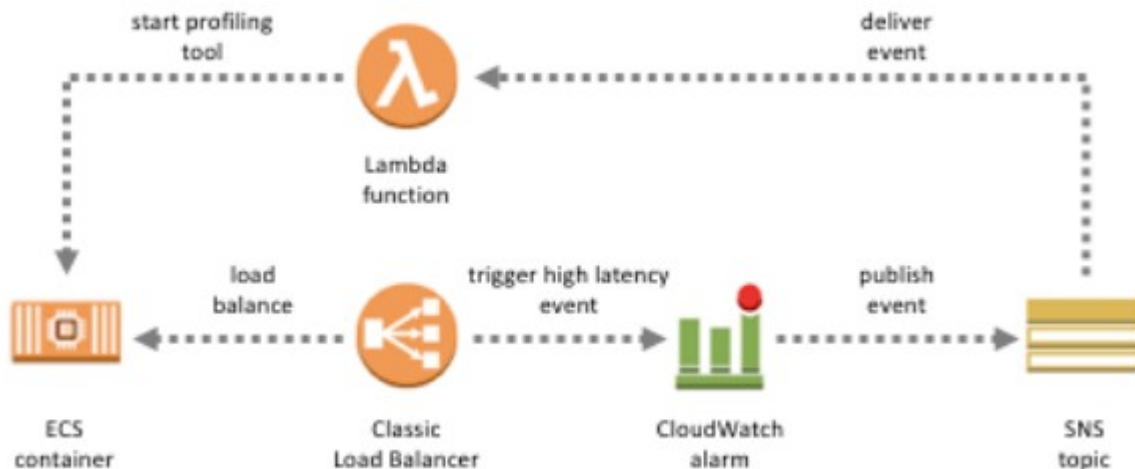 start profiling
tool
deliver
event
Lambda
function
load
balance
trigger high latency
event
publish
event
ECS
container
Classic
Load Balancer
CloudWatch
alarm
SNS
topic